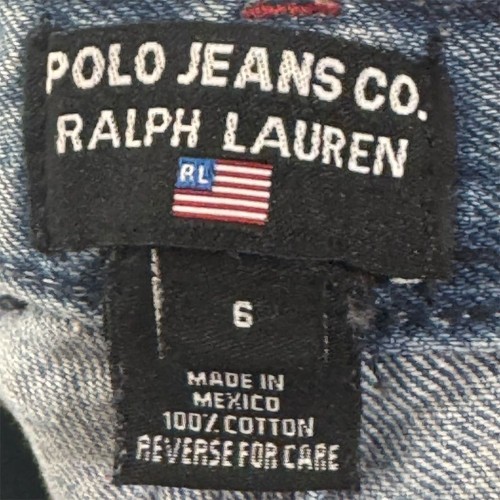 POLO JEANS CO.
RALPH LAUREN
RL
6
MADE IN
MEXICO
100% COTTON
REVERSE FOR CARE